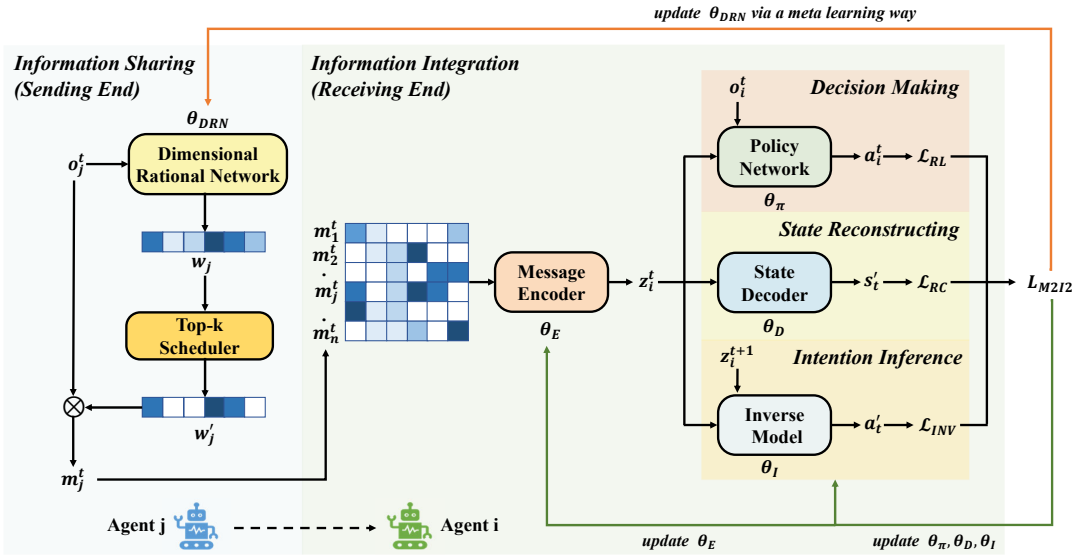 update θ_DRN via a meta learning way
Information Sharing
(Sending End)
θ_DRN
o_j^t
Dimensional
Rational Network
w_j
Top-k
Scheduler
w_j'
m_j^t
Agent j
Agent i
Information Integration
(Receiving End)
m_1^t
m_2^t
.
m_j^t
.
m_n^t
Message
Encoder
θ_E
z_i^t
Decision Making
o_i^t
Policy
Network
θ_π
a_i^t
ℒ_RL
State Reconstructing
State
Decoder
θ_D
s_t'
ℒ_RC
Intention Inference
z_i^{t+1}
Inverse
Model
θ_I
a_t'
ℒ_INV
L_M2I2
update θ_E
update θ_π, θ_D, θ_I